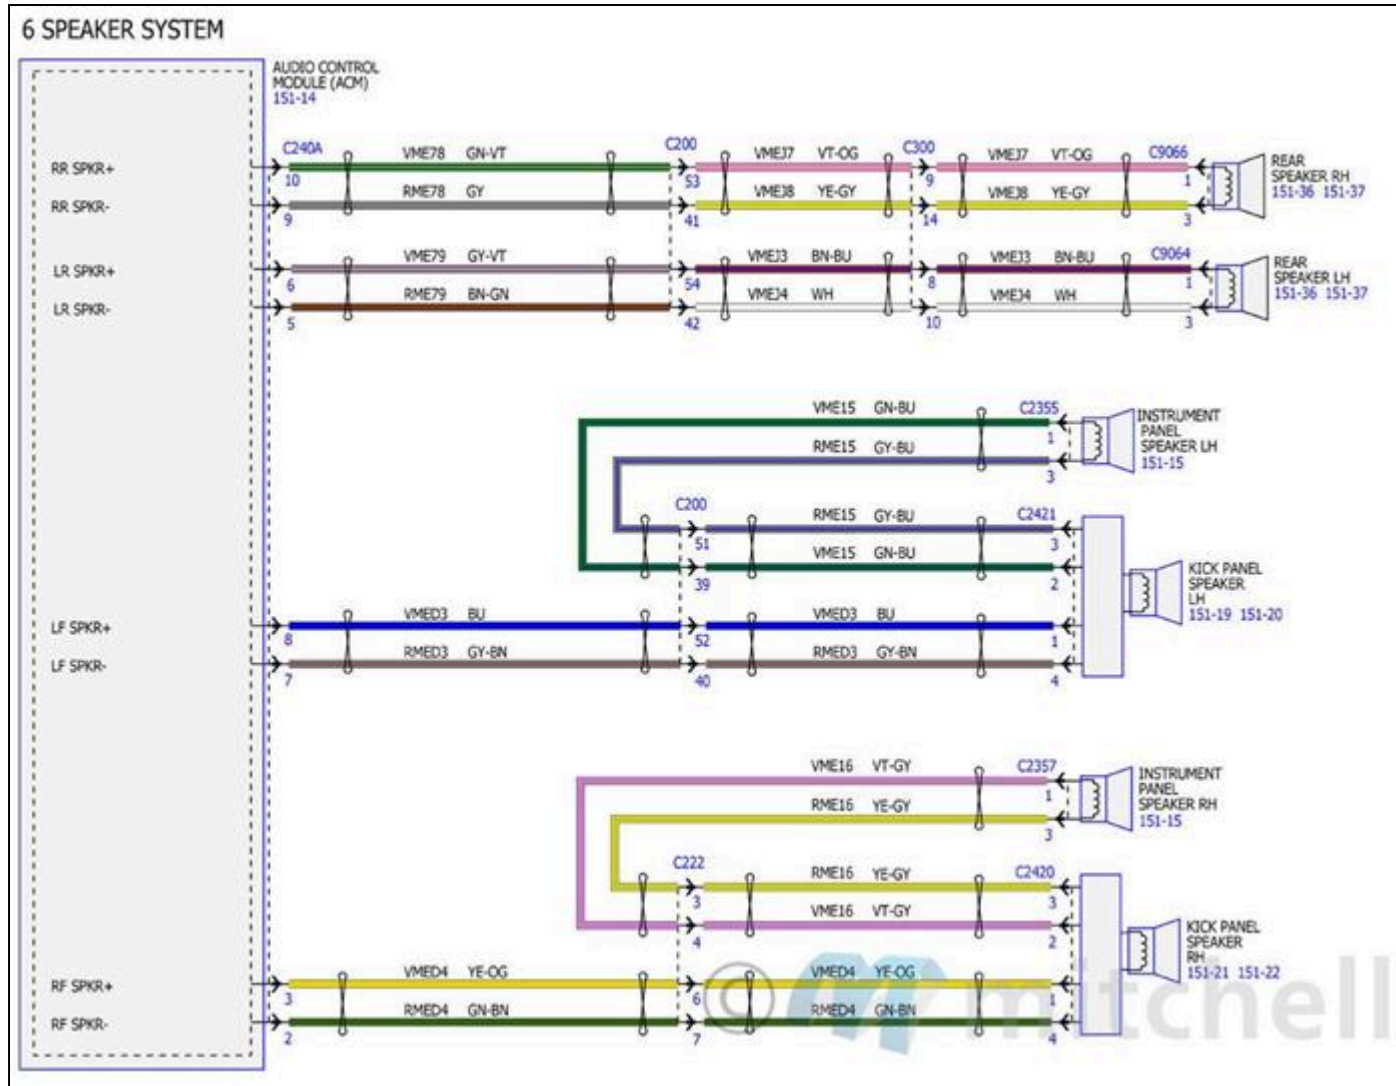 6 SPEAKER SYSTEM
AUDIO CONTROL
MODULE (ACM)
151-14
C240A
C200
C300
C9066
RR SPKR+
10
VME78 GN-VT
53
VMEJ7 VT-OG
9
VMEJ7 VT-OG
1
REAR
SPEAKER RH
151-36 151-37
RR SPKR-
9
RME78 GY
41
VMEJ8 YE-GY
14
VMEJ8 YE-GY
3
LR SPKR+
6
VME79 GY-VT
54
VMEJ3 BN-BU
8
VMEJ3 BN-BU
C9064
1
REAR
SPEAKER LH
151-36 151-37
LR SPKR-
5
RME79 BN-GN
42
VMEJ4 WH
10
VMEJ4 WH
3
VME15 GN-BU
C2355
1
INSTRUMENT
PANEL
SPEAKER LH
151-15
RME15 GY-BU
3
C200
51
RME15 GY-BU
C2421
3
39
VME15 GN-BU
2
KICK PANEL
SPEAKER
LH
151-19 151-20
LF SPKR+
8
VMED3 BU
52
VMED3 BU
1
LF SPKR-
7
RMED3 GY-BN
40
RMED3 GY-BN
4
VME16 VT-GY
C2357
1
INSTRUMENT
PANEL
SPEAKER RH
151-15
RME16 YE-GY
3
C222
3
RME16 YE-GY
C2420
3
4
VME16 VT-GY
2
KICK PANEL
SPEAKER
RH
151-21 151-22
RF SPKR+
3
VMED4 YE-OG
6
VMED4 YE-OG
1
RF SPKR-
2
RMED4 GN-BN
7
RMED4 GN-BN
4
© mitchell